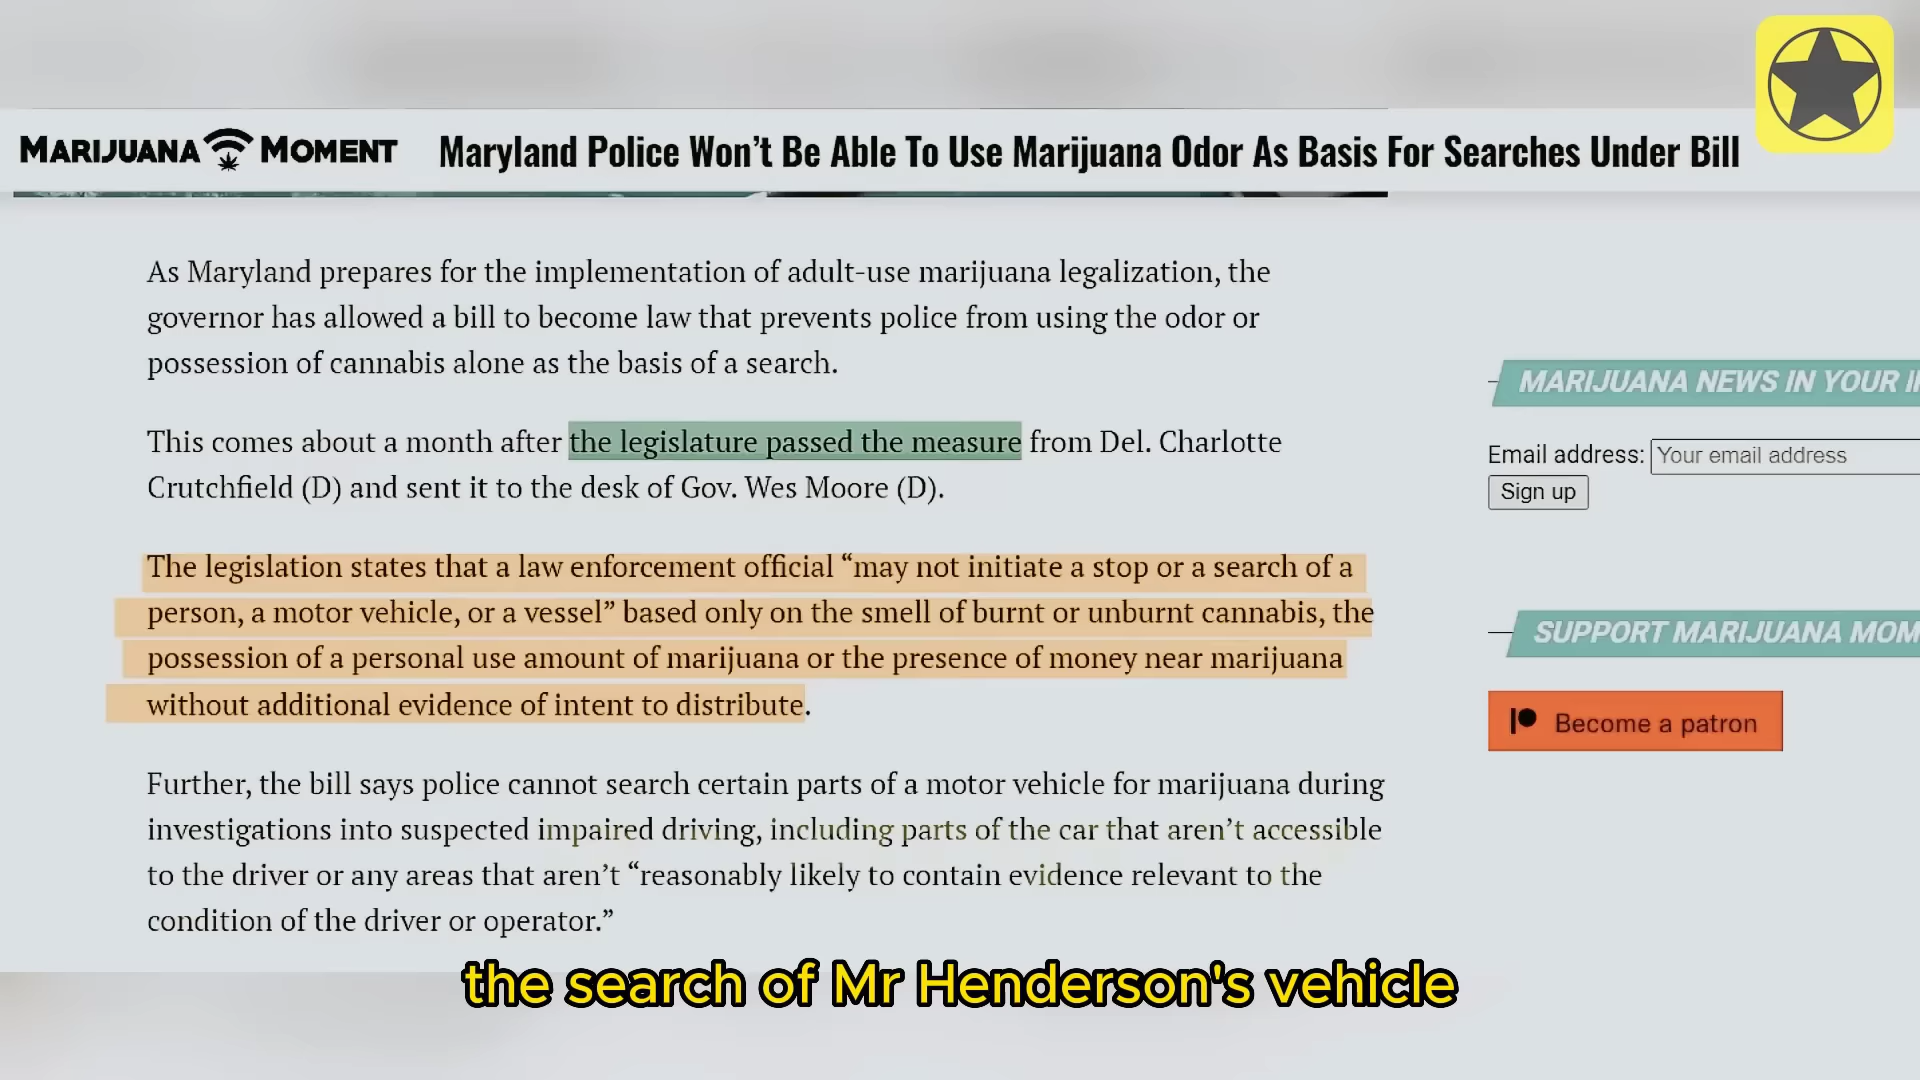 MARIJUANA MOMENT Maryland Police Won't Be Able To Use Marijuana Odor As Basis For Searches Under Bill
As Maryland prepares for the implementation of adult-use marijuana legalization, the
governor has allowed a bill to become law that prevents police from using the odor or
possession of cannabis alone as the basis of a search.
This comes about a month after the legislature passed the measure from Del. Charlotte
Crutchfield (D) and sent it to the desk of Gov. Wes Moore (D).
The legislation states that a law enforcement official “may not initiate a stop or a search of a
person, a motor vehicle, or a vessel” based only on the smell of burnt or unburnt cannabis, the
possession of a personal use amount of marijuana or the presence of money near marijuana
without additional evidence of intent to distribute.
Further, the bill says police cannot search certain parts of a motor vehicle for marijuana during
investigations into suspected impaired driving, including parts of the car that aren’t accessible
to the driver or any areas that aren’t “reasonably likely to contain evidence relevant to the
condition of the driver or operator.”
MARIJUANA NEWS IN YOUR
Email address: Your email address
Sign up
SUPPORT MARIJUANA MOM
Become a patron
the search of Mr Henderson's vehicle